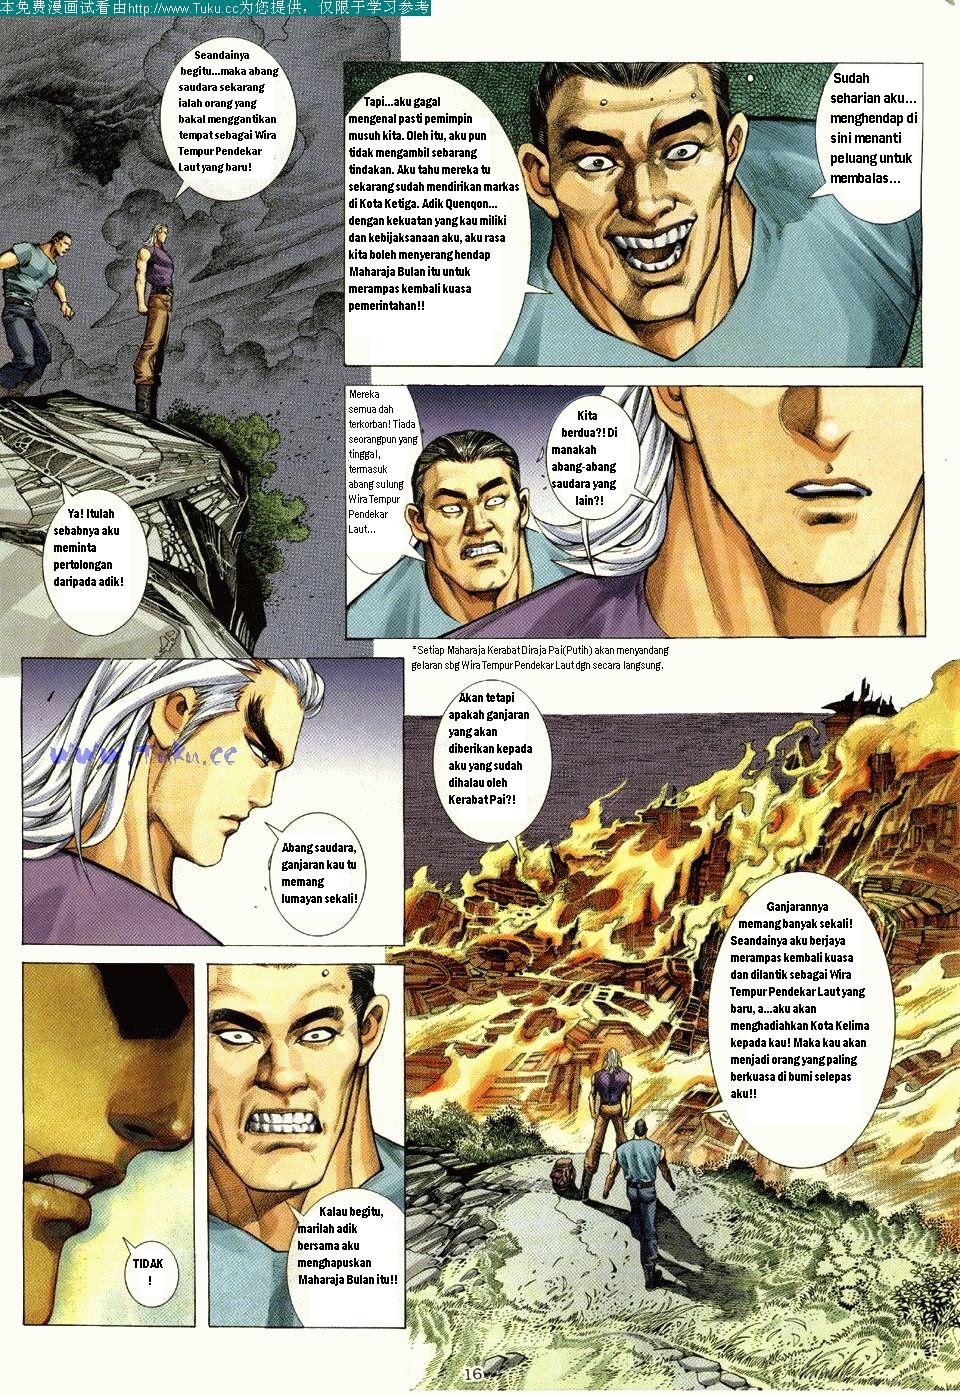 本免费漫画试看由http://www.Tuku.cc为您提供，仅限于学习参考
Sudah
seharian aku...
menghendap di
sini menanti
peluang untuk
membalas...
Tapi...aku gagal
mengenal pasti pemimpin
musuh kita. Oleh itu, aku pun
tidak mengambil sebarang
tindakan. Aku tahu mereka tu
sekarang sudah mendirikan markas
di Kota Ketiga. Adik Quenqon...
dengan kekuatan yang kau miliki
dan kebijaksanaan aku, aku rasa
kita boleh menyerang hendap
Maharaja Bulan itu untuk
merampas kembali kuasa
pemerintahan!!
Kita
berdua?! Di
manakah
abang-abang
saudara yang
lain?!
Mereka
semua dah
terkorban! Tiada
seorangpun yang
tinggal,
termasuk
abang sulung
Wira Tempur
Pendekar
Laut...
Seandainya
begitu...maka abang
saudara sekarang
ialah orang yang
bakal menggantikan
tempat sebagai Wira
Tempur Pendekar
Laut yang baru!
Ya! Itulah
sebabnya aku
meminta
pertolongan
daripada adik!
*Setiap Maharaja Kerabat Diraja Pai(Putih) akan menyandang
gelaran sbg Wira Tempur Pendekar Laut dgn secara langsung.
Akan tetapi
apakah ganjaran
yang akan
diberikan kepada
aku yang sudah
dihalau oleh
Kerabat Pai?!
Ganjarannya
memang banyak sekali!
Seandainya aku berjaya
merampas kembali kuasa
dan dilantik sebagai Wira
Tempur Pendekar Laut yang
baru, a...aku akan
menghadiahkan Kota Kelima
kepada kau! Maka kau akan
menjadi orang yang paling
berkuasa di bumi selepas
aku!!
www.Tuku.cc
Abang saudara,
ganjaran kau tu
memang
lumayan sekali!
Kalau begitu,
marilah adik
bersama aku
menghapuskan
Maharaja Bulan itu!!
TIDAK
!
16